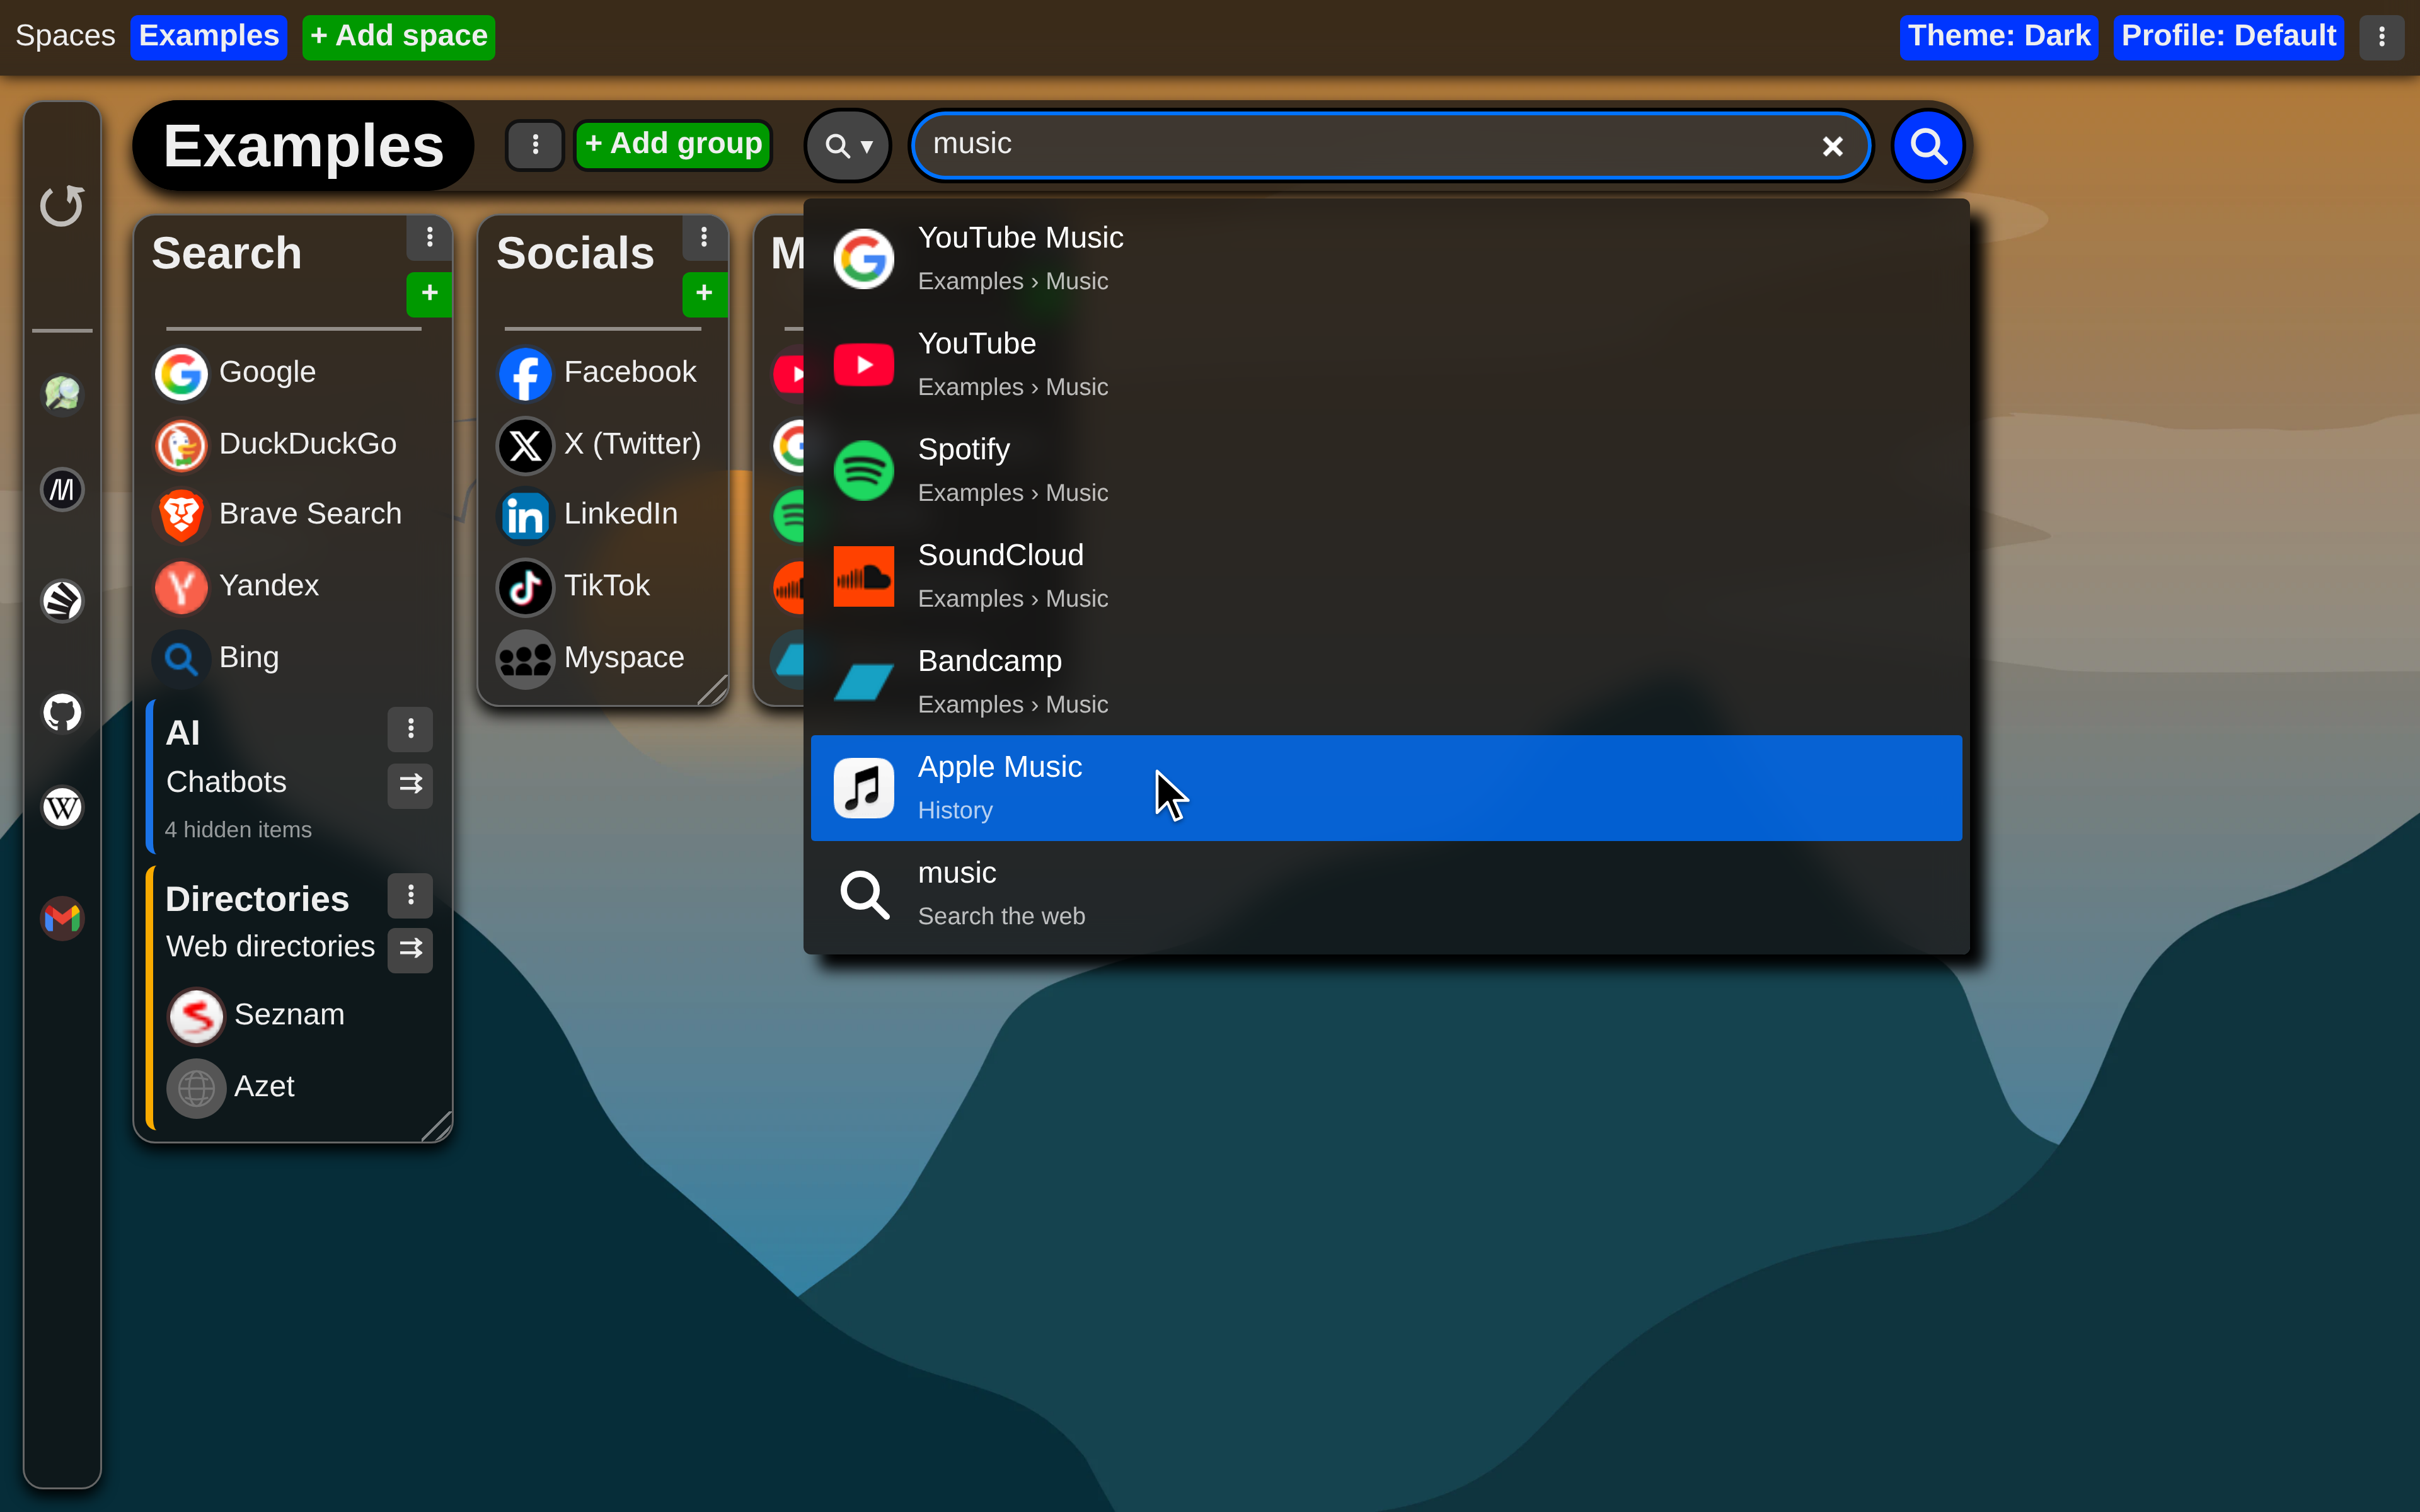 Spaces Examples + Add space Theme: Dark Profile: Default
Examples + Add group music
Search
Google
DuckDuckGo
Brave Search
Yandex
Bing
AI
Chatbots
4 hidden items
Directories
Web directories
Seznam
Azet
Socials
+
+
Facebook
X (Twitter)
LinkedIn
TikTok
Myspace
M
YouTube Music
Examples › Music
YouTube
Examples › Music
Spotify
Examples › Music
SoundCloud
Examples › Music
Bandcamp
Examples › Music
Apple Music
History
music
Search the web